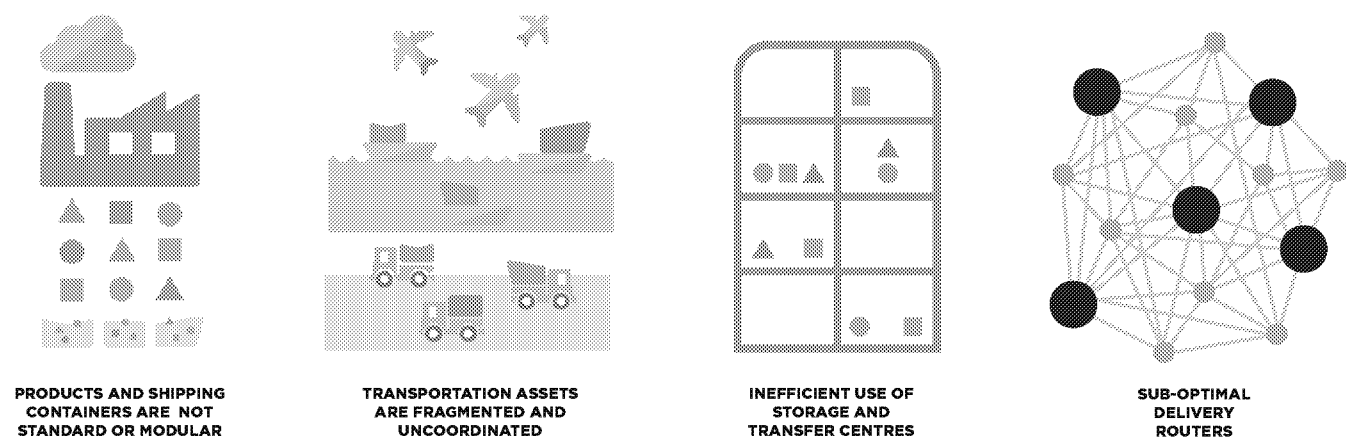 PRODUCTS AND SHIPPING
CONTAINERS ARE NOT
STANDARD OR MODULAR
TRANSPORTATION ASSETS
ARE FRAGMENTED AND
UNCOORDINATED
INEFFICIENT USE OF
STORAGE AND
TRANSFER CENTRES
SUB-OPTIMAL
DELIVERY
ROUTERS